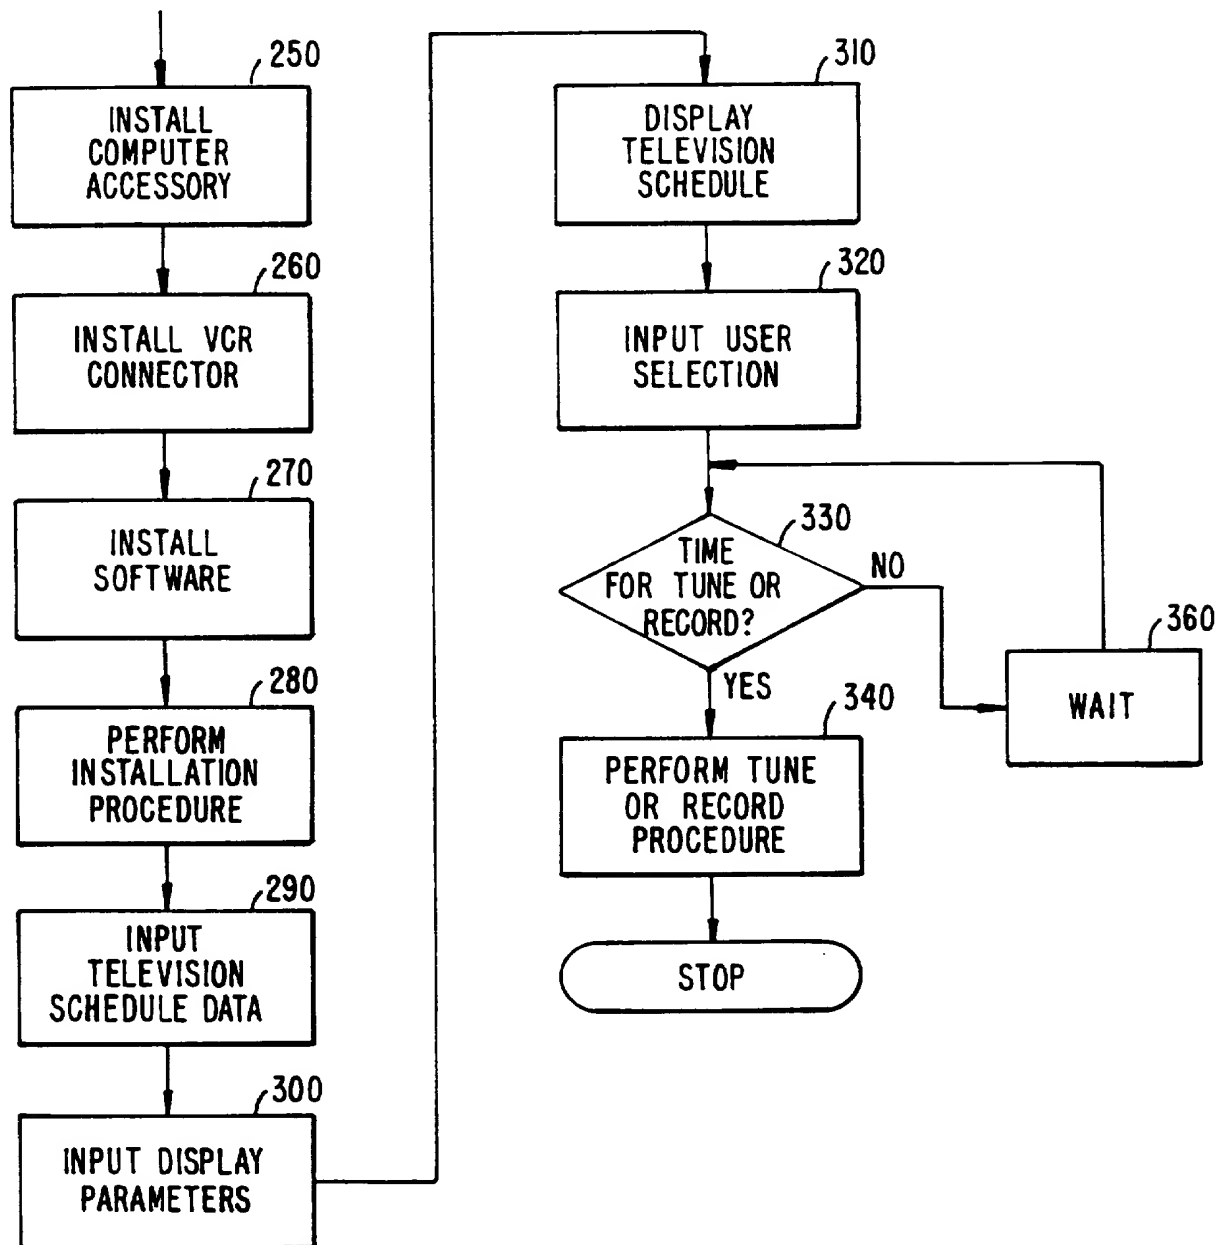 250
INSTALL
COMPUTER
ACCESSORY
260
INSTALL VCR
CONNECTOR
270
INSTALL
SOFTWARE
280
PERFORM
INSTALLATION
PROCEDURE
290
INPUT
TELEVISION
SCHEDULE DATA
300
INPUT DISPLAY
PARAMETERS
310
DISPLAY
TELEVISION
SCHEDULE
320
INPUT USER
SELECTION
330
TIME
FOR TUNE OR
RECORD?
NO
360
WAIT
YES
340
PERFORM TUNE
OR RECORD
PROCEDURE
STOP